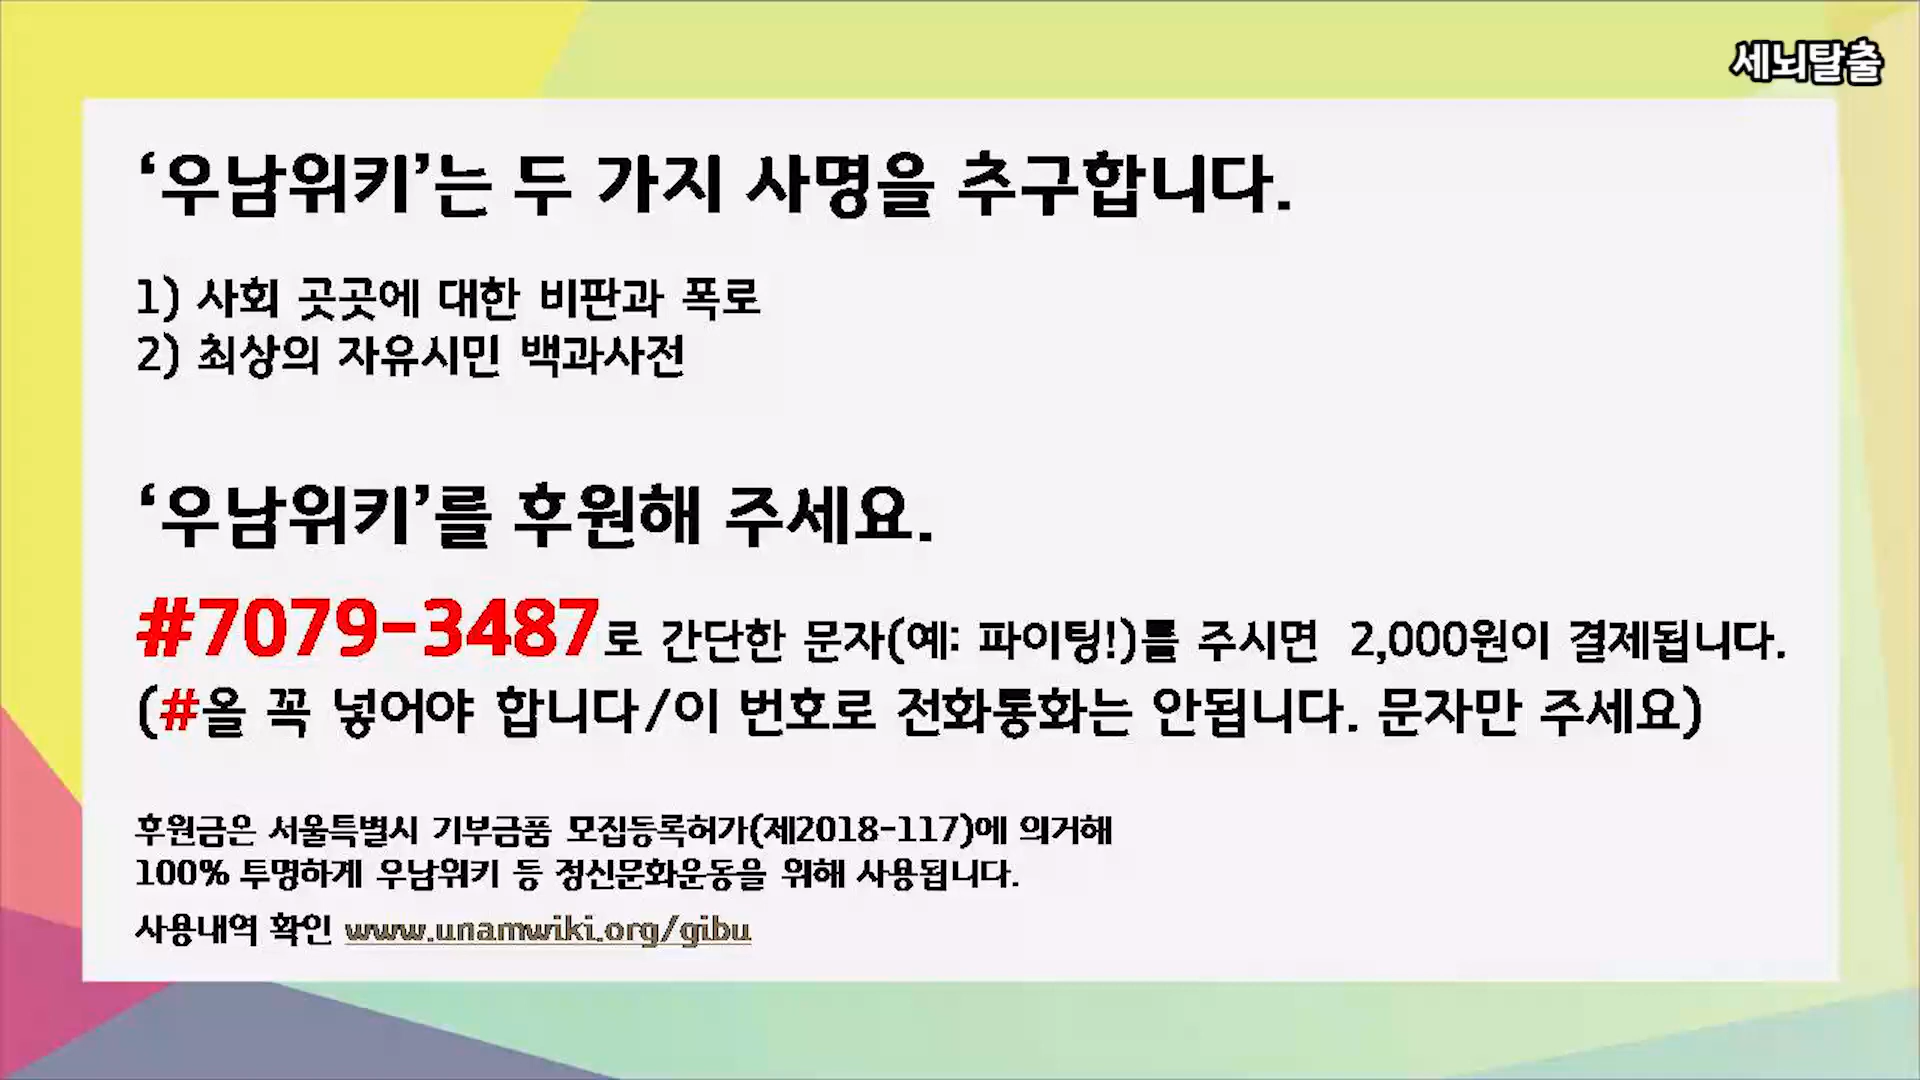 세뇌탈출
‘우남위키’는 두 가지 사명을 추구합니다.
1) 사회 곳곳에 대한 비판과 폭로
2) 최상의 자유시민 백과사전
‘우남위키’를 후원해 주세요.
#7079-3487로 간단한 문자(예: 파이팅!)를 주시면 2,000원이 결제됩니다.
(#을 꼭 넣어야 합니다/이 번호로 전화통화는 안됩니다. 문자만 주세요)
후원금은 서울특별시 기부금품 모집등록허가(제2018-117)에 의거해
100% 투명하게 우남위키 등 정신문화운동을 위해 사용됩니다.
사용내역 확인 www.unamwiki.org/gibu